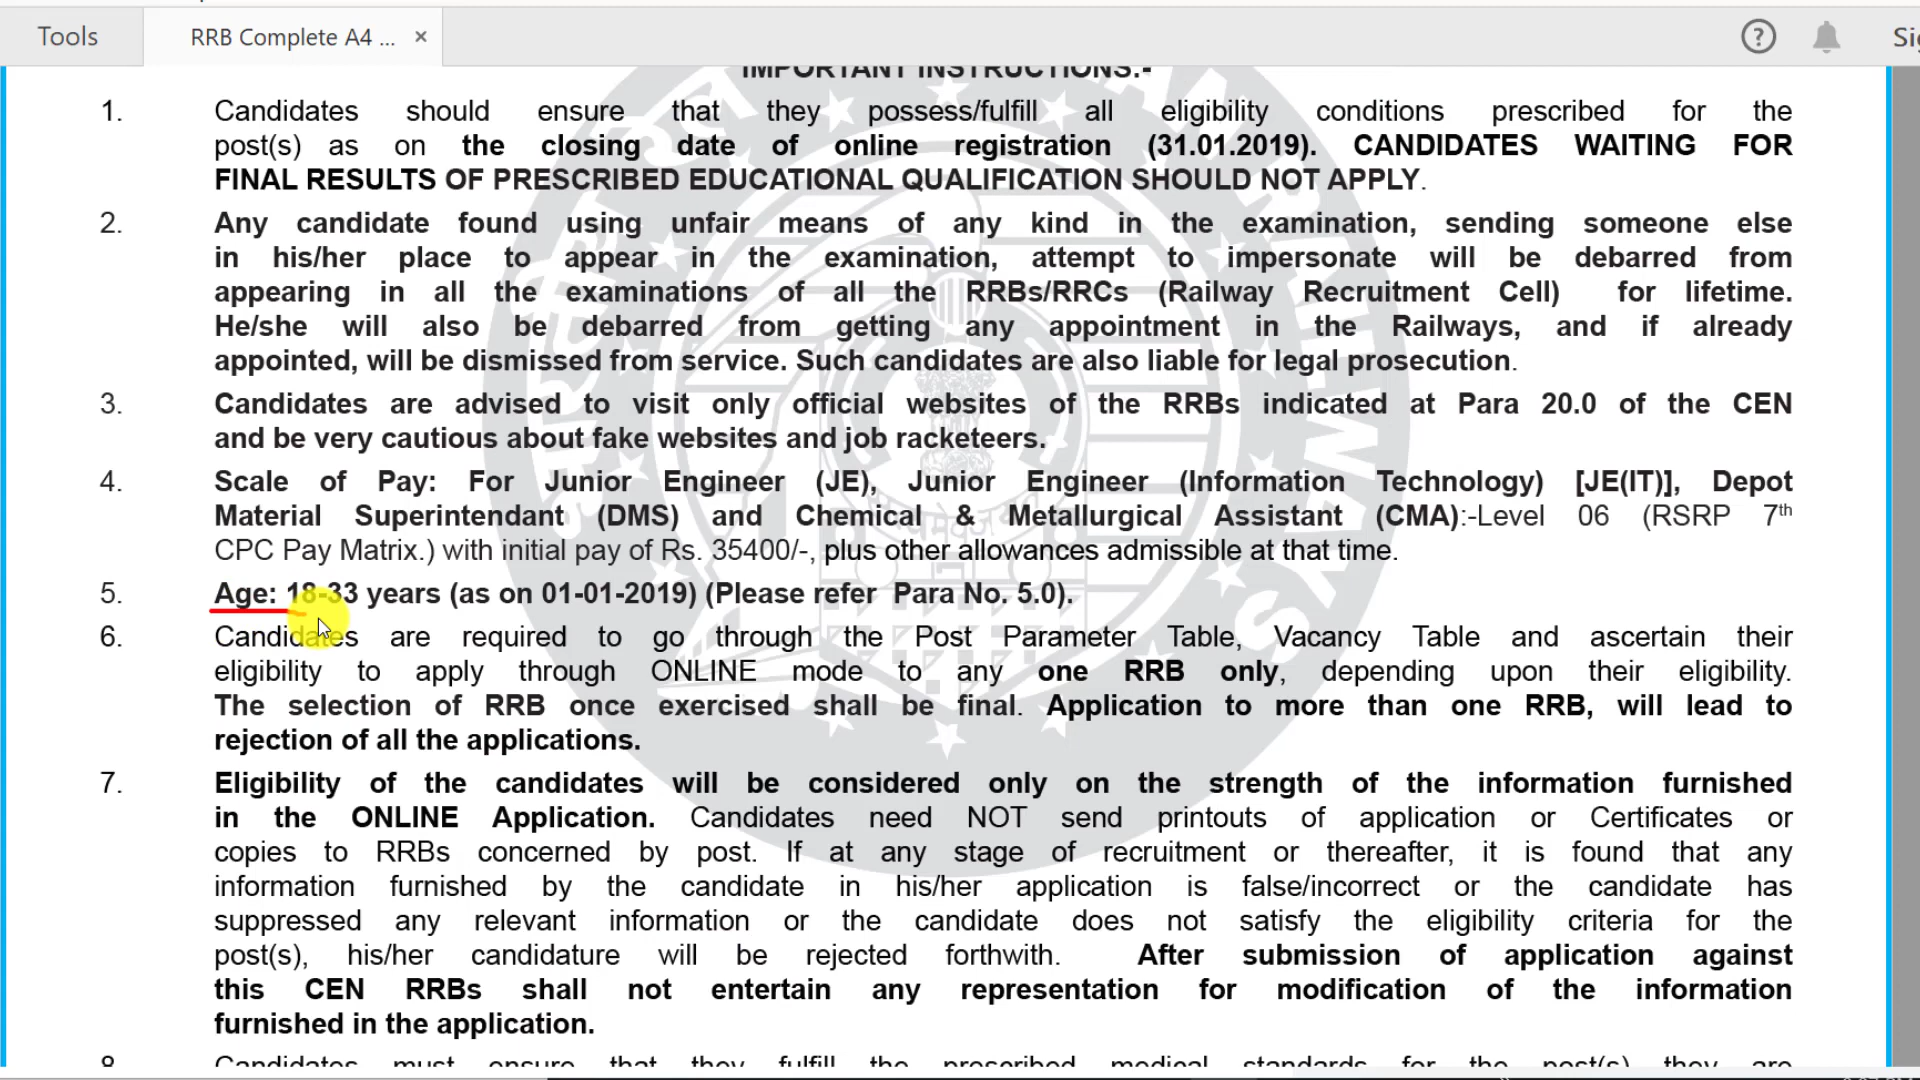 Tools
RRB Complete A4 ... ×
?
IMPORTANT INSTRUCTIONS:-
1. Candidates should ensure that they possess/fulfill all eligibility conditions prescribed for the
post(s) as on the closing date of online registration (31.01.2019). CANDIDATES WAITING FOR
FINAL RESULTS OF PRESCRIBED EDUCATIONAL QUALIFICATION SHOULD NOT APPLY.
2. Any candidate found using unfair means of any kind in the examination, sending someone else
in his/her place to appear in the examination, attempt to impersonate will be debarred from
appearing in all the examinations of all the RRBs/RRCs (Railway Recruitment Cell) for lifetime.
He/she will also be debarred from getting any appointment in the Railways, and if already
appointed, will be dismissed from service. Such candidates are also liable for legal prosecution.
3. Candidates are advised to visit only official websites of the RRBs indicated at Para 20.0 of the CEN
and be very cautious about fake websites and job racketeers.
4. Scale of Pay: For Junior Engineer (JE), Junior Engineer (Information Technology) [JE(IT)], Depot
Material Superintendent (DMS) and Chemical & Metallurgical Assistant (CMA):-Level 06 (RSRP 7th
CPC Pay Matrix.) with initial pay of Rs. 35400/-, plus other allowances admissible at that time.
5. Age: 18-33 years (as on 01-01-2019) (Please refer Para No. 5.0).
6. Candidates are required to go through the Post Parameter Table, Vacancy Table and ascertain their
eligibility to apply through ONLINE mode to any one RRB only, depending upon their eligibility.
The selection of RRB once exercised shall be final. Application to more than one RRB, will lead to
rejection of all the applications.
7. Eligibility of the candidates will be considered only on the strength of the information furnished
in the ONLINE Application. Candidates need NOT send printouts of application or Certificates or
copies to RRBs concerned by post. If at any stage of recruitment or thereafter, it is found that any
information furnished by the candidate in his/her application is false/incorrect or the candidate has
suppressed any relevant information or the candidate does not satisfy the eligibility criteria for the
post(s), his/her candidature will be rejected forthwith. After submission of application against
this CEN RRBs shall not entertain any representation for modification of the information
furnished in the application.
8. Candidates must ensure that they fulfill the prescribed medical standards for the post(s) they are